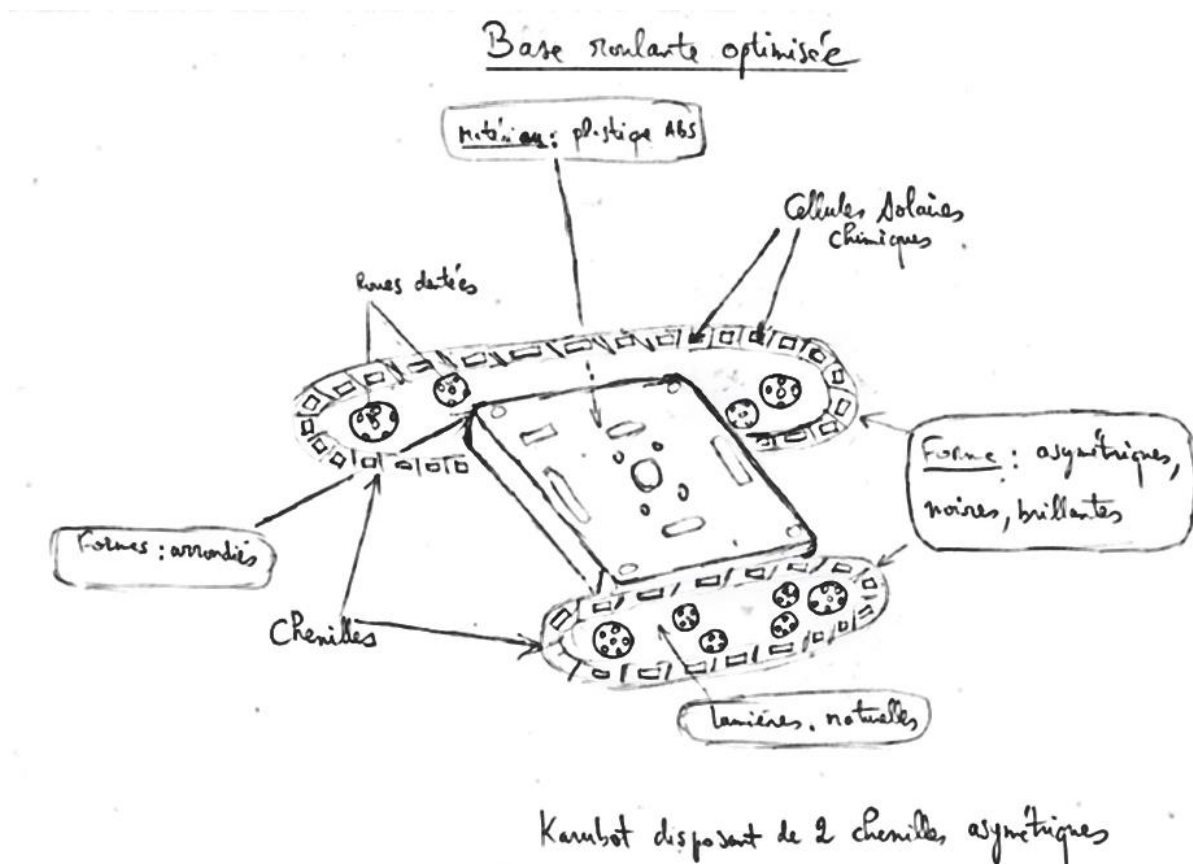 Base roulante optimisée
Matériau: plastique ABS
Cellules Solaires
chimiques
Roues dentées
Forme : asymétriques,
noires, brillantes
Formes : arrondies
Chenilles
Lumières. naturelles
Karubot disposant de 2 chenilles asymétriques